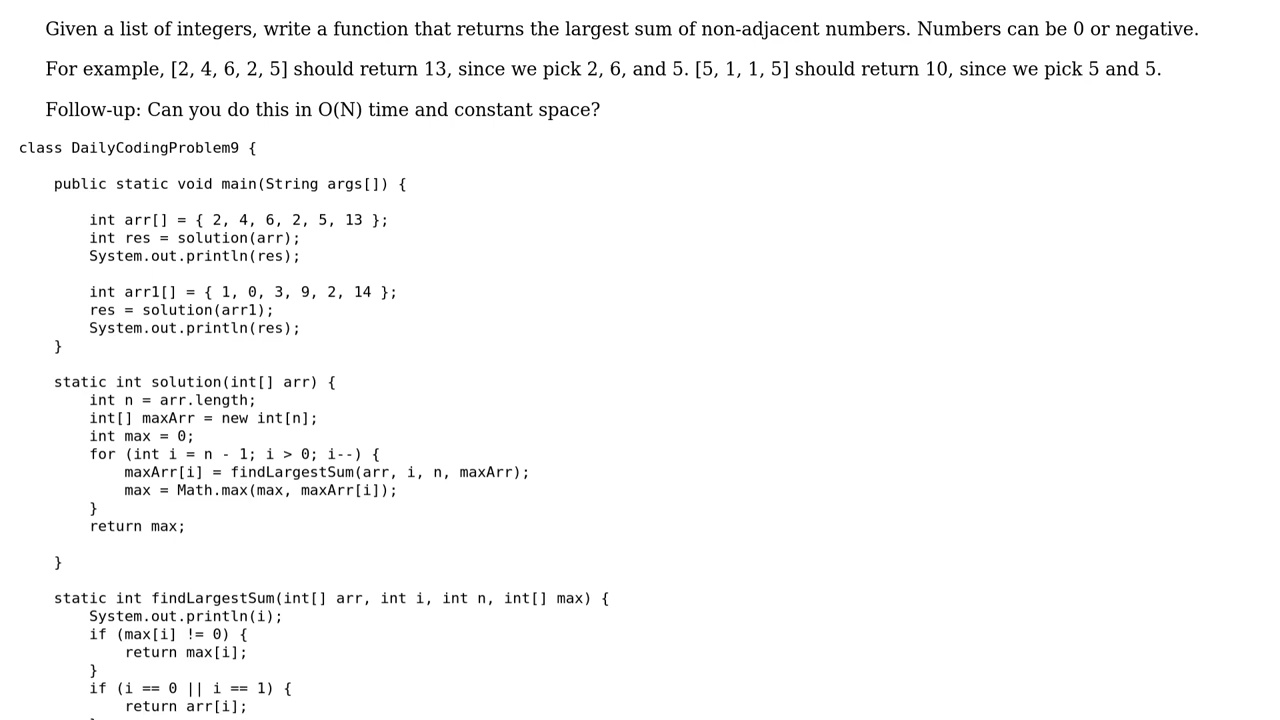 Given a list of integers, write a function that returns the largest sum of non-adjacent numbers. Numbers can be 0 or negative.
For example, [2, 4, 6, 2, 5] should return 13, since we pick 2, 6, and 5. [5, 1, 1, 5] should return 10, since we pick 5 and 5.
Follow-up: Can you do this in O(N) time and constant space?
class DailyCodingProblem9 {
    public static void main(String args[]) {
        int arr[] = { 2, 4, 6, 2, 5, 13 };
        int res = solution(arr);
        System.out.println(res);
        int arr1[] = { 1, 0, 3, 9, 2, 14 };
        res = solution(arr1);
        System.out.println(res);
    }
    static int solution(int[] arr) {
        int n = arr.length;
        int[] maxArr = new int[n];
        int max = 0;
        for (int i = n - 1; i > 0; i--) {
            maxArr[i] = findLargestSum(arr, i, n, maxArr);
            max = Math.max(max, maxArr[i]);
        }
        return max;
    }
    static int findLargestSum(int[] arr, int i, int n, int[] max) {
        System.out.println(i);
        if (max[i] != 0) {
            return max[i];
        }
        if (i == 0 || i == 1) {
            return arr[i];